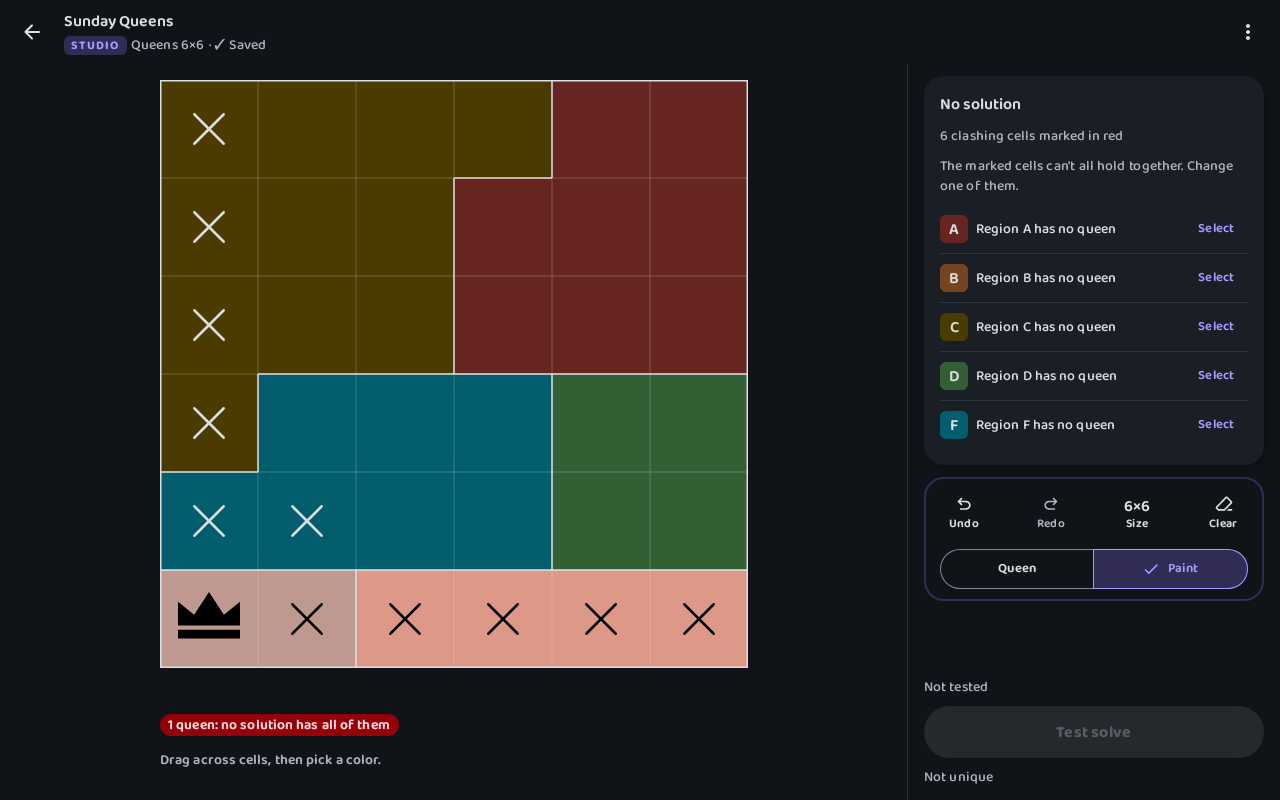 Sunday Queens
STUDIO Queens 6×6 · ✓ Saved
No solution
6 clashing cells marked in red
The marked cells can't all hold together. Change
one of them.
A Region A has no queen Select
B Region B has no queen Select
C Region C has no queen Select
D Region D has no queen Select
F Region F has no queen Select
6×6
Undo Redo Size Clear
Queen Paint
Not tested
Test solve
Not unique
1 queen: no solution has all of them
Drag across cells, then pick a color.